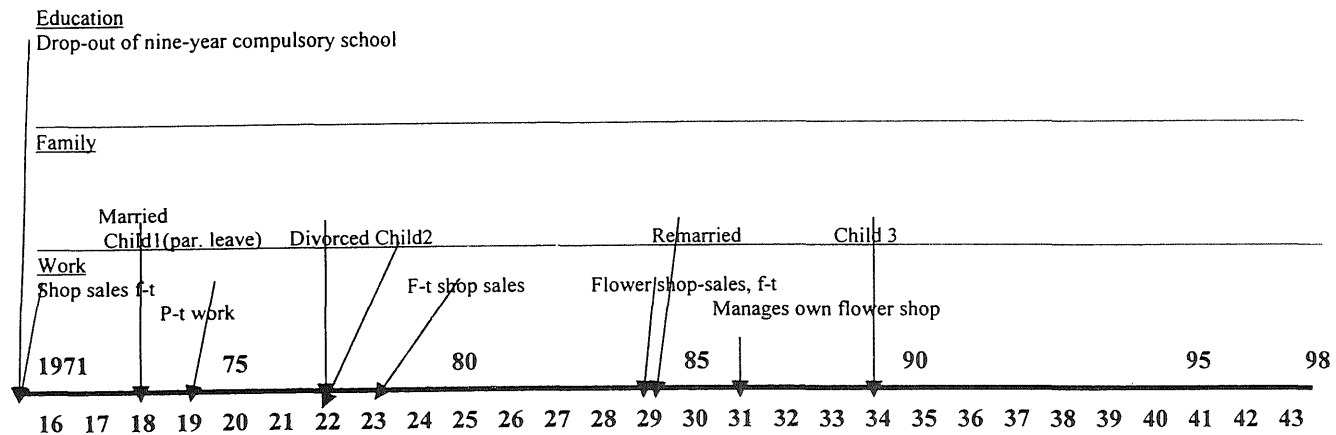 Education
Drop-out of nine-year compulsory school
Family
Married
Child1(par. leave) Divorced Child2 Remarried Child 3
Work
Shop sales f-t F-t shop sales Flower shop-sales, f-t
P-t work Manages own flower shop
1971 75 80 85 90 95 98
16 17 18 19 20 21 22 23 24 25 26 27 28 29 30 31 32 33 34 35 36 37 38 39 40 41 42 43